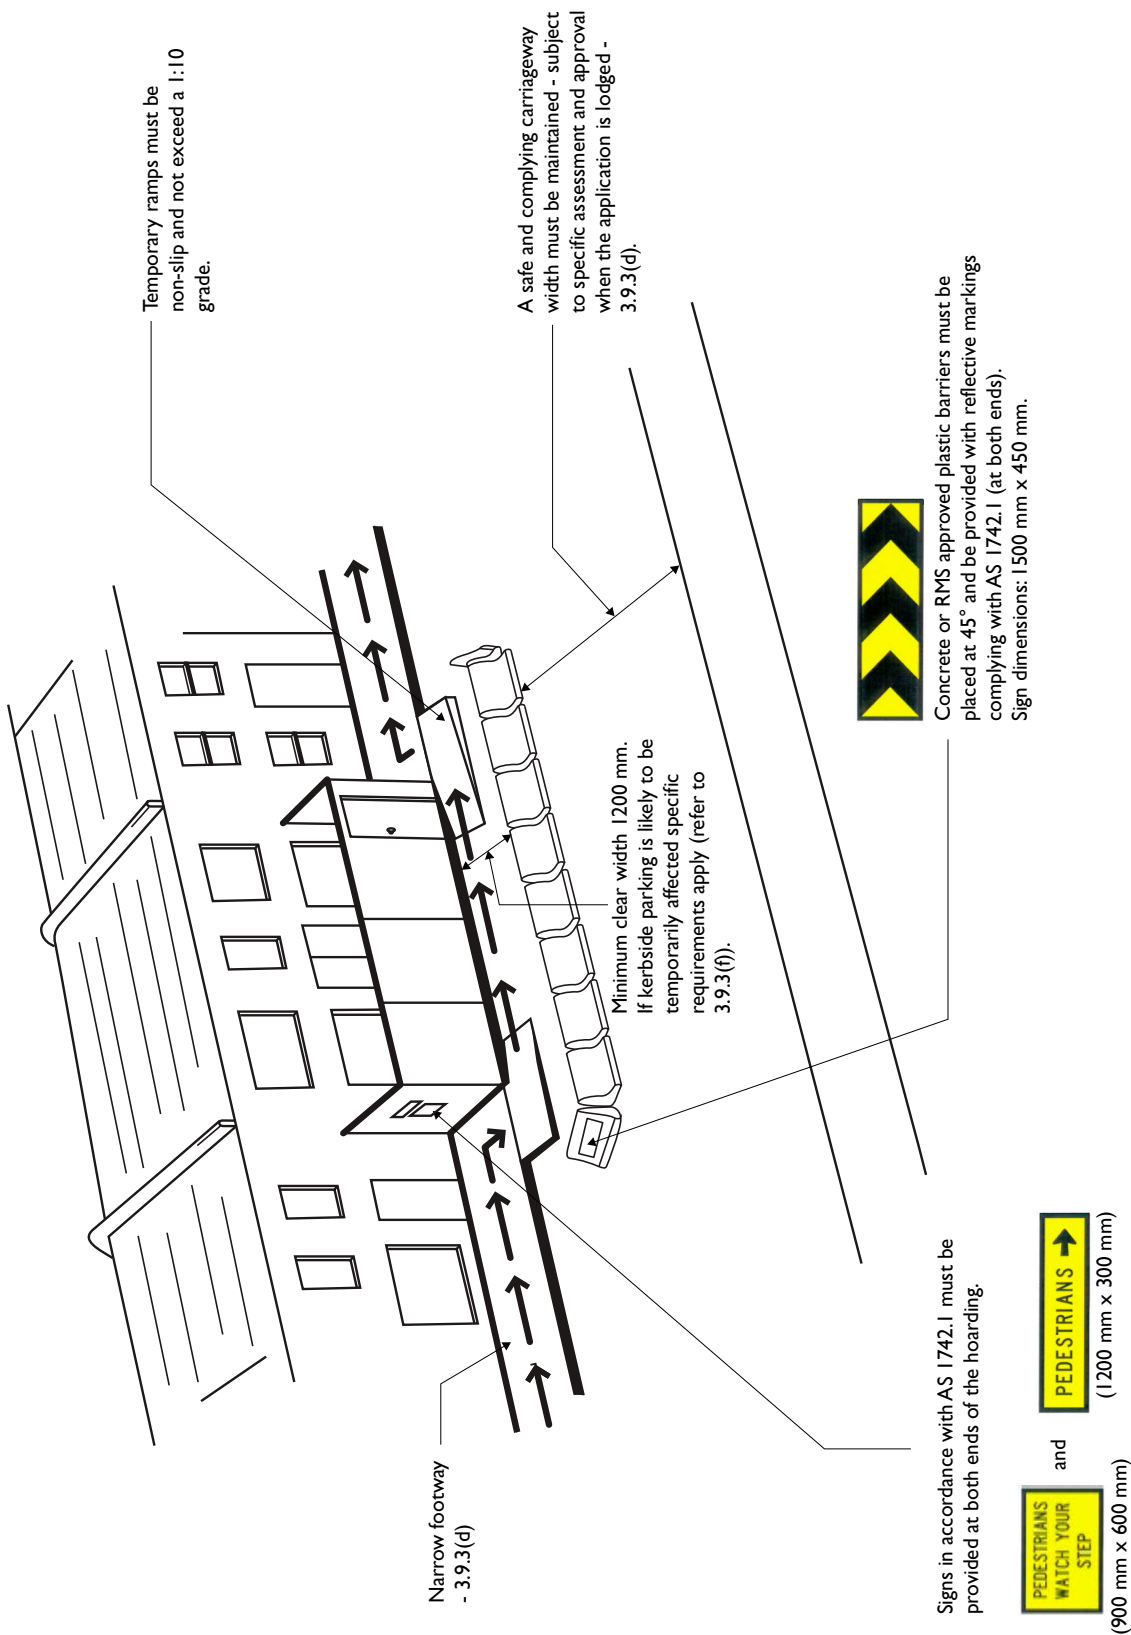 Temporary ramps must be
non-slip and not exceed a 1:10
grade.
A safe and complying carriageway
width must be maintained - subject
to specific assessment and approval
when the application is lodged -
3.9.3(d).
Minimum clear width 1200 mm.
If kerbside parking is likely to be
temporarily affected specific
requirements apply (refer to
3.9.3(f)).
Narrow footway
- 3.9.3(d)
Concrete or RMS approved plastic barriers must be
placed at 45° and be provided with reflective markings
complying with AS 1742.1 (at both ends).
Sign dimensions: 1500 mm x 450 mm.
Signs in accordance with AS 1742.1 must be
provided at both ends of the hoarding.
PEDESTRIANS
WATCH YOUR
STEP
(900 mm x 600 mm)
and
PEDESTRIANS
(1200 mm x 300 mm)